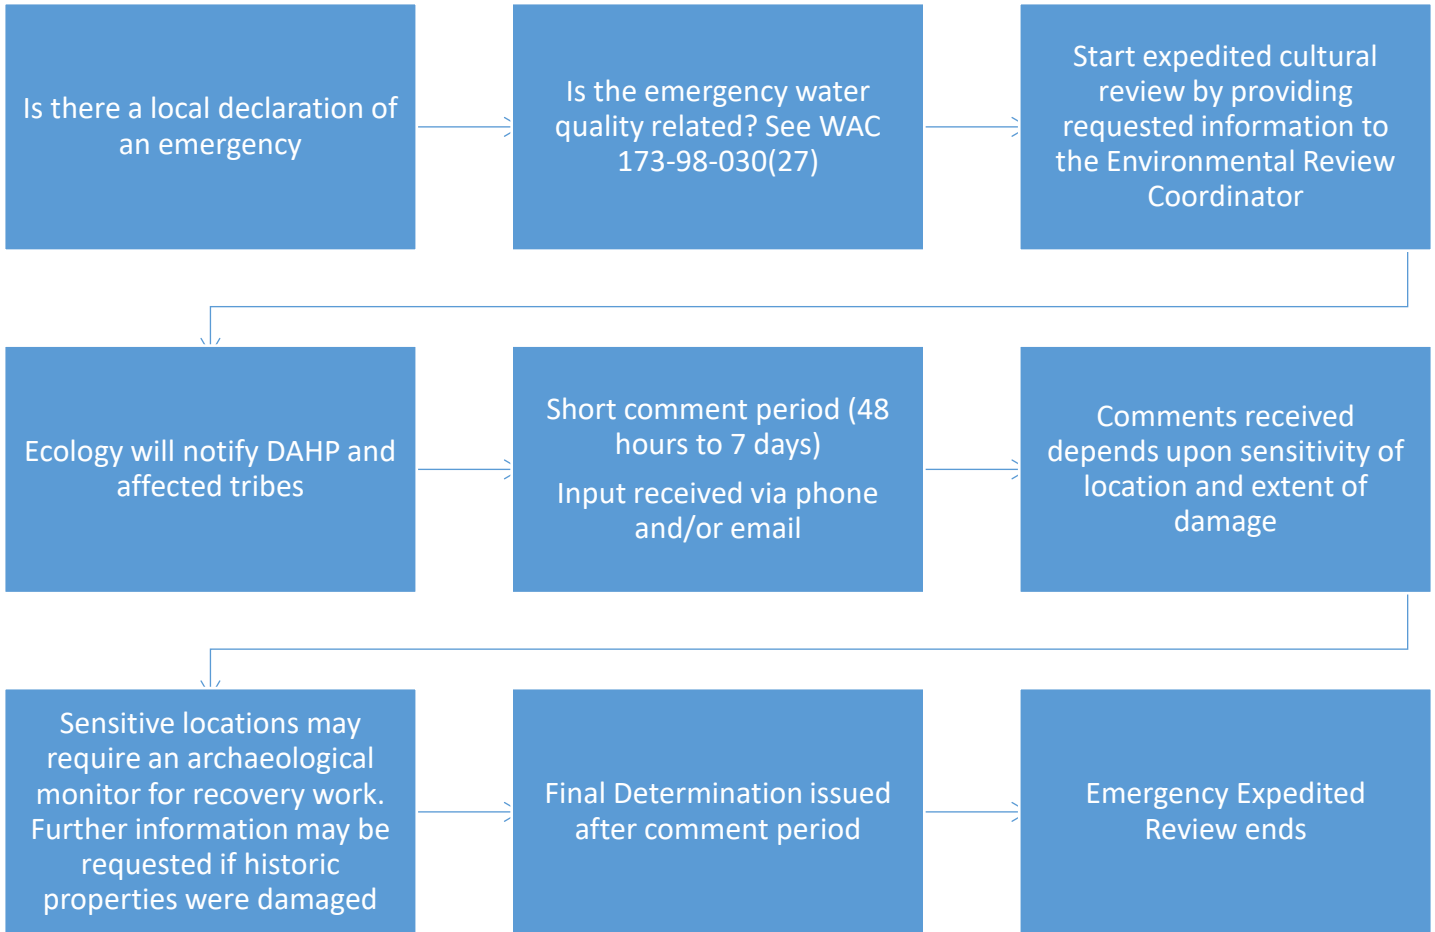 Is there a local declaration of
an emergency
Is the emergency water
quality related? See WAC
173-98-030(27)
Start expedited cultural
review by providing
requested information to
the Environmental Review
Coordinator
Ecology will notify DAHP and
affected tribes
Short comment period (48
hours to 7 days)
Input received via phone
and/or email
Comments received
depends upon sensitivity of
location and extent of
damage
Sensitive locations may
require an archaeological
monitor for recovery work.
Further information may be
requested if historic
properties were damaged
Final Determination issued
after comment period
Emergency Expedited
Review ends